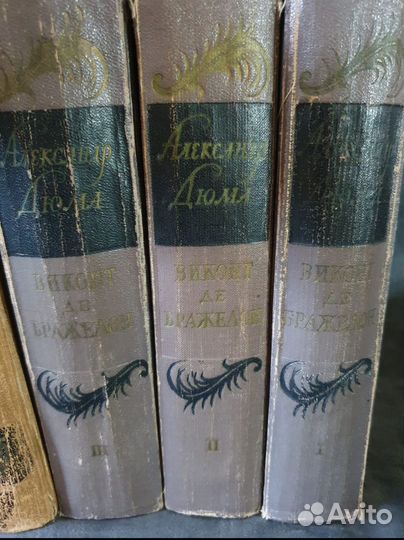 Александр
Дюма
ВИКОНТ
ДЕ
БРАЖЕЛОН
III
Александр
Дюма
ВИКОНТ
ДЕ
БРАЖЕЛОН
II
ВИКОНТ
ДЕ
БРАЖЕЛОН
I
Avito